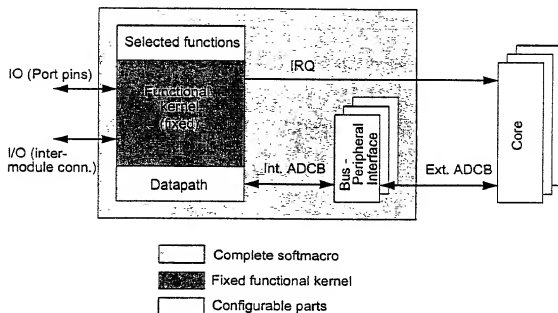 Selected functions
IO (Port pins)
IRQ
Functional
kernel
(fixed)
I/O (inter-
module conn.)
Datapath
Int. ADCB
Bus -
Peripheral
Interface
Ext. ADCB
Core
Complete softmacro
Fixed functional kernel
Configurable parts